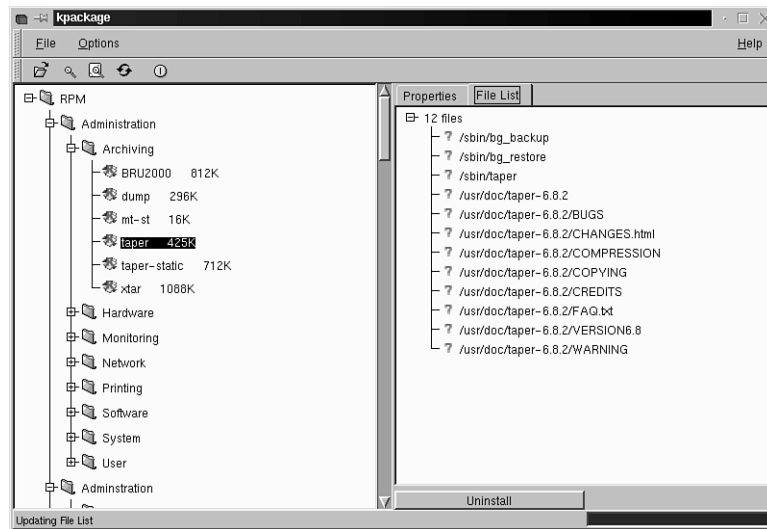 kpackage
File Options Help
RPM
Administration
Archiving
BRU2000 812K
dump 296K
mt-st 16K
taper 425K
taper-static 712K
xtar 1088K
Hardware
Monitoring
Network
Printing
Software
System
User
Adminstration
Properties File List
12 files
/sbin/bg_backup
/sbin/bg_restore
/sbin/taper
/usr/doc/taper-6.8.2
/usr/doc/taper-6.8.2/BUGS
/usr/doc/taper-6.8.2/CHANGES.html
/usr/doc/taper-6.8.2/COMPRESSION
/usr/doc/taper-6.8.2/COPYING
/usr/doc/taper-6.8.2/CREDITS
/usr/doc/taper-6.8.2/FAQ.txt
/usr/doc/taper-6.8.2/VERSION6.8
/usr/doc/taper-6.8.2/WARNING
Uninstall
Updating File List